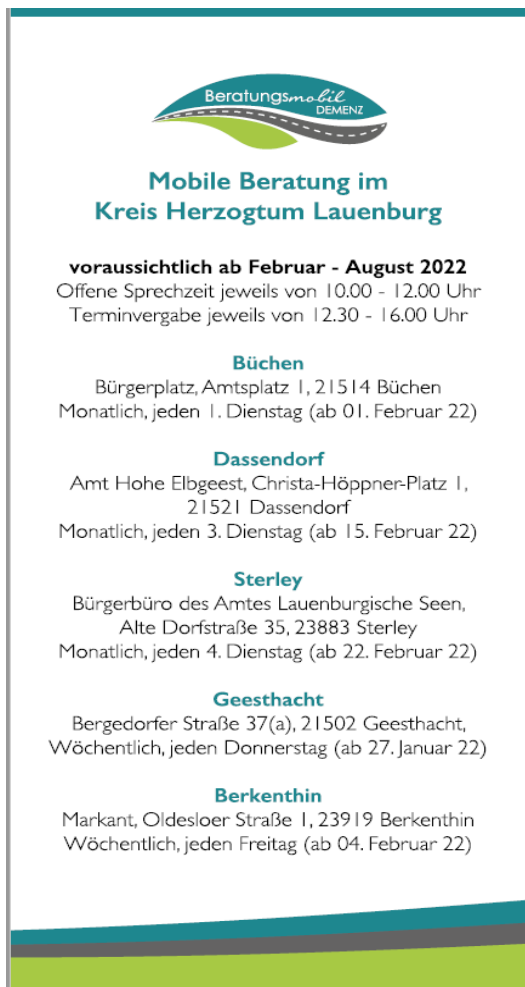 Beratungsmobil
DEMENZ
Mobile Beratung im
Kreis Herzogtum Lauenburg
voraussichtlich ab Februar - August 2022
Offene Sprechzeit jeweils von 10.00 - 12.00 Uhr
Terminvergabe jeweils von 12.30 - 16.00 Uhr
Büchen
Bürgerplatz, Amtsplatz 1, 21514 Büchen
Monatlich, jeden 1. Dienstag (ab 01. Februar 22)
Dassendorf
Amt Hohe Elbgeest, Christa-Höppner-Platz 1,
21521 Dassendorf
Monatlich, jeden 3. Dienstag (ab 15. Februar 22)
Sterley
Bürgerbüro des Amtes Lauenburgische Seen,
Alte Dorfstraße 35, 23883 Sterley
Monatlich, jeden 4. Dienstag (ab 22. Februar 22)
Geesthacht
Bergedorfer Straße 37(a), 21502 Geesthacht,
Wöchentlich, jeden Donnerstag (ab 27. Januar 22)
Berkenthin
Markant, Oldesloer Straße 1, 23919 Berkenthin
Wöchentlich, jeden Freitag (ab 04. Februar 22)